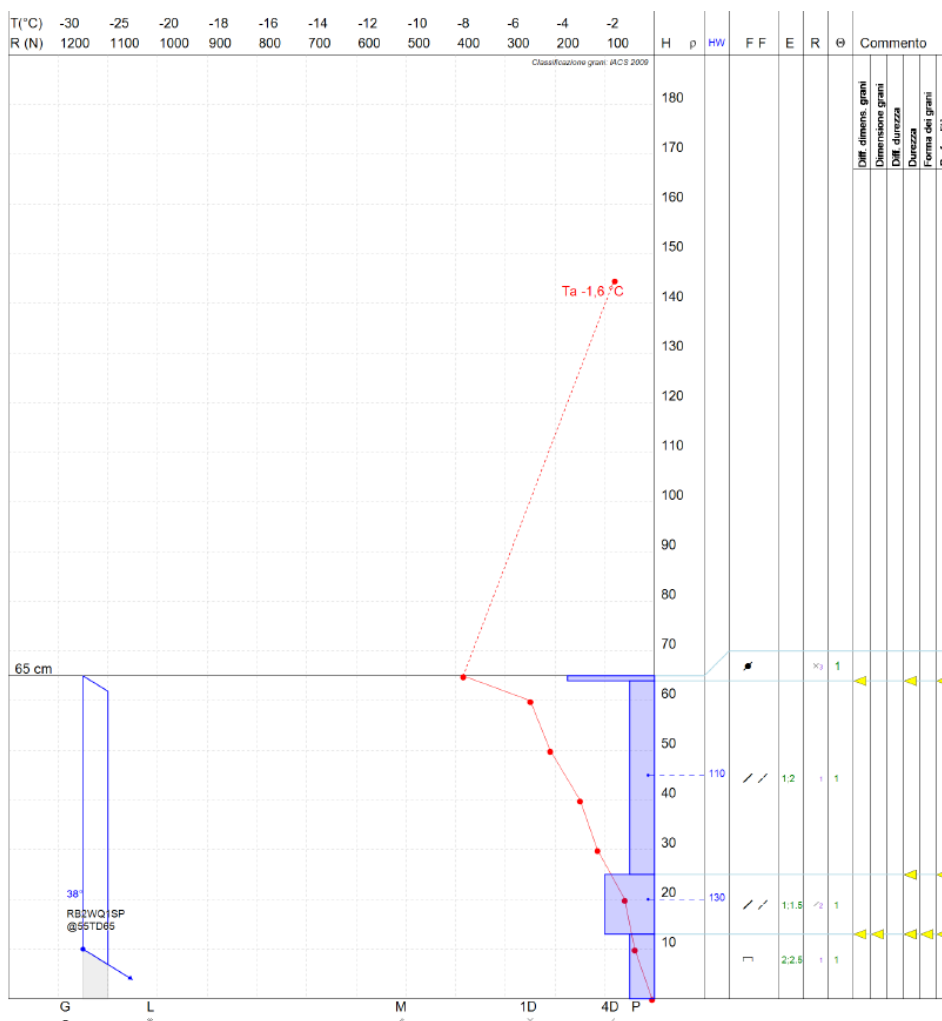 T(°C) -30 -25 -20 -18 -16 -14 -12 -10 -8 -6 -4 -2
R (N) 1200 1100 1000 900 800 700 600 500 400 300 200 100 H ρ HW F F E R Θ Commento
Classificazione grani: IACS 2009
Diff. dimens. grani
Dimensione grani
Diff. durezza
Durezza
Forma dei grani
180
170
160
150
Ta -1,6 °C
140
130
120
110
100
90
80
70
65 cm
1
60
50
110 1;2 1 1
40
30
20
130 1;1.5 2 1
38°
RB2WQ1SP
@55TD65
10
2;2.5 1 1
G L M 1D 4D P